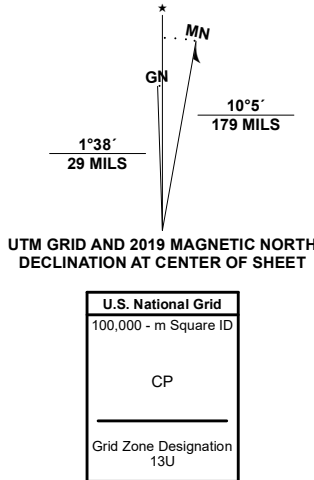 MN
GN
10°5´
179 MILS
1°38´
29 MILS
UTM GRID AND 2019 MAGNETIC NORTH
DECLINATION AT CENTER OF SHEET
U.S. National Grid
100,000 - m Square ID
CP
Grid Zone Designation
13U